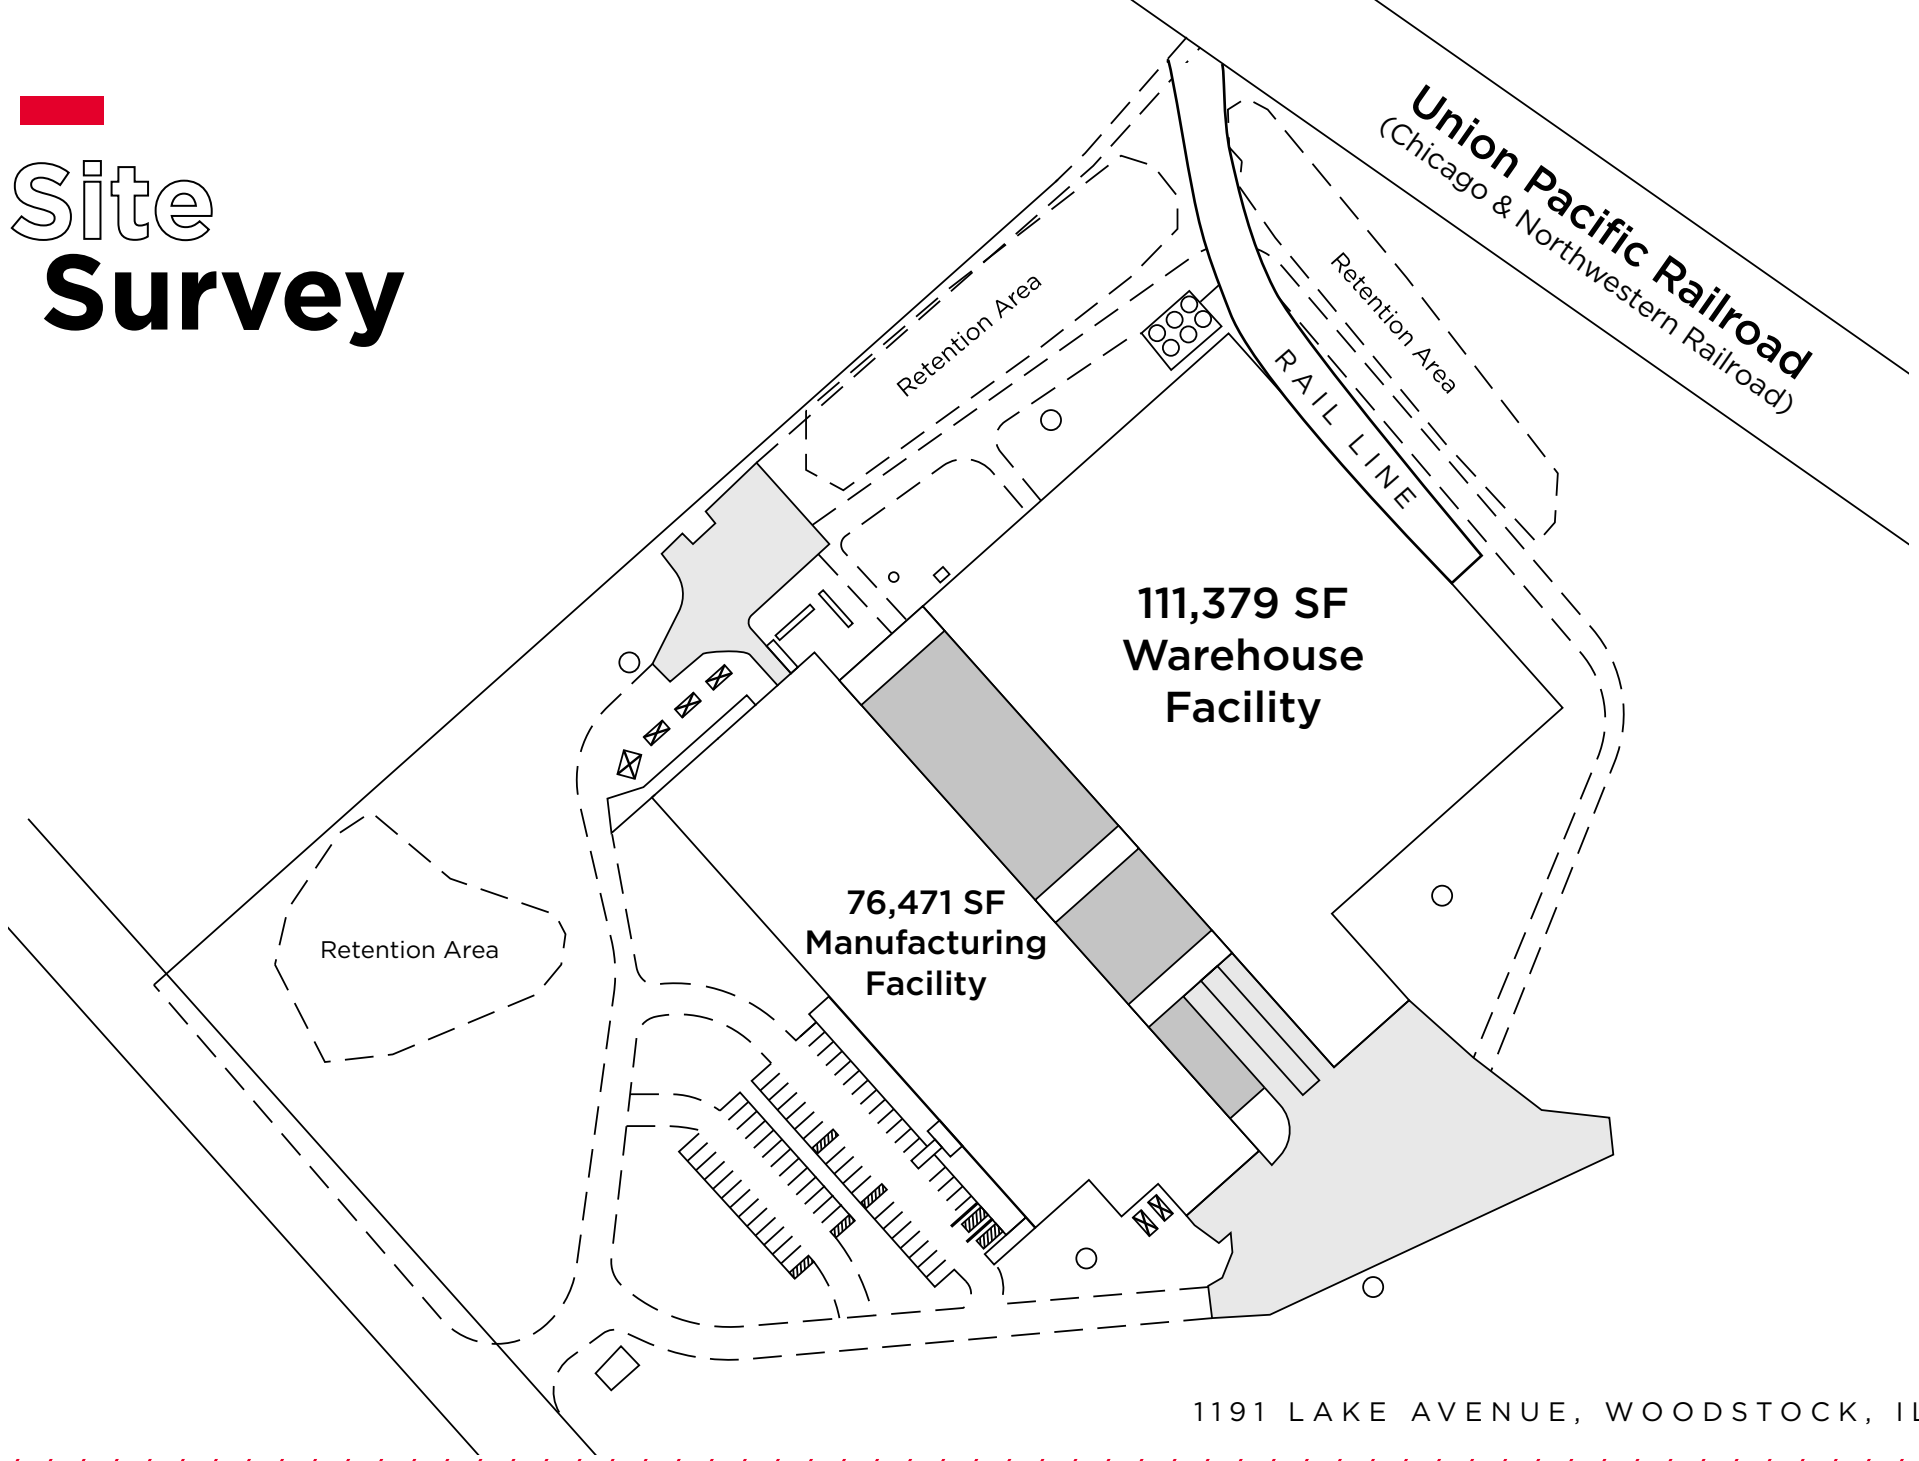 Site
Survey
Union Pacific Railroad
(Chicago & Northwestern Railroad)
Retention Area
Retention Area
RAIL LINE
111,379 SF
Warehouse
Facility
76,471 SF
Manufacturing
Facility
Retention Area
1191 LAKE AVENUE, WOODSTOCK, IL